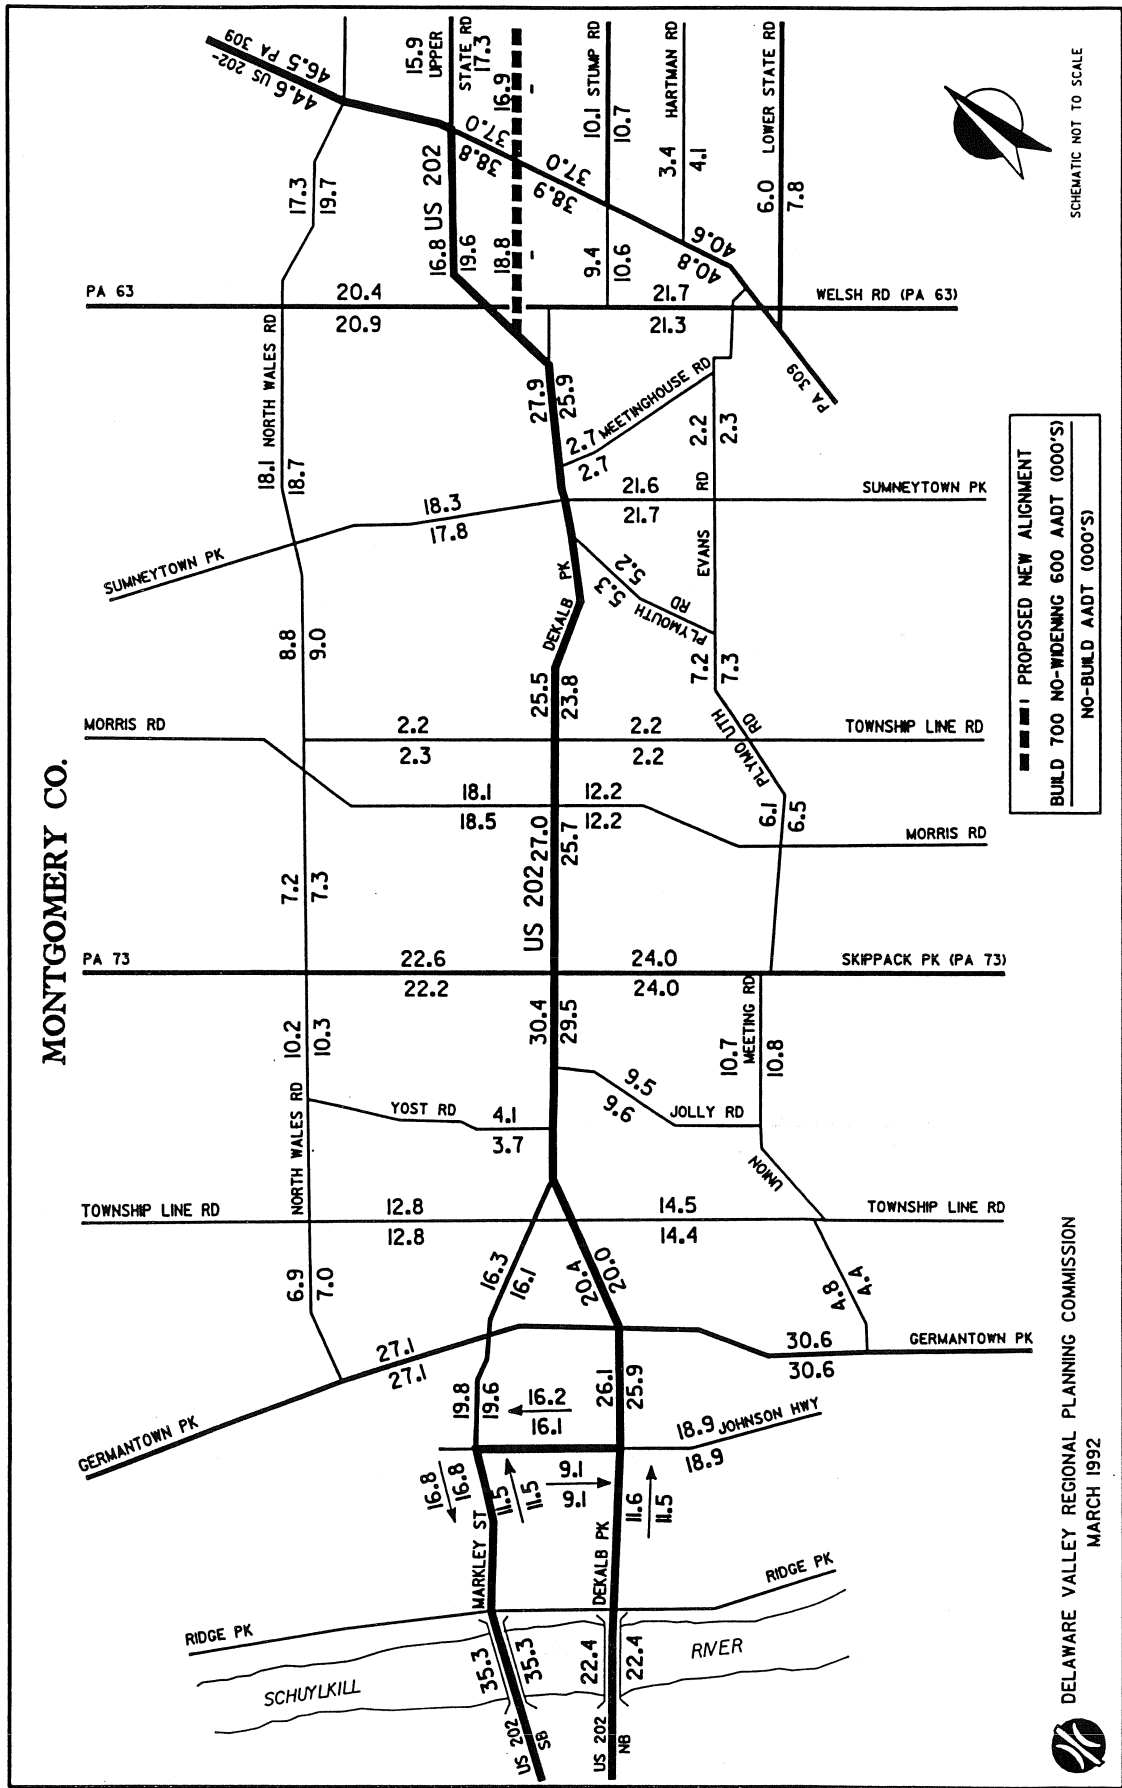 MONTGOMERY CO.
44.6 US 202-
46.5 PA 309
15.9
UPPER
STATE RD
17.3
16.9
10.1 STUMP RD
10.7
HARTMAN RD
3.4
4.1
LOWER STATE RD
6.0
7.8
SCHEMATIC NOT TO SCALE
37.0
38.8
37.0
38.9
40.6
40.8
17.3
19.7
US 202
16.8
19.6
18.8
9.4
10.6
PA 63
20.4
20.9
21.7
21.3
WELSH RD (PA 63)
PA 309
NORTH WALES RD
18.1
18.7
27.9
25.9
2.7 MEETINGHOUSE RD
2.7
2.2
2.3
18.3
17.8
SUMNEYTOWN PK
21.6
21.7
SUMNEYTOWN PK
EVANS RD
DEKALB PK
5.2
5.3
PLYMOUTH RD
8.8
9.0
7.2
7.3
25.5
23.8
MORRIS RD
2.2
2.3
2.2
2.2
TOWNSHIP LINE RD
PLYMOUTH RD
18.1
18.5
12.2
12.2
6.1
6.5
MORRIS RD
US 202
27.0
25.7
7.2
7.3
PA 73
22.6
22.2
24.0
24.0
SKIPPACK PK (PA 73)
10.2
10.3
30.4
29.5
10.7
MEETING RD
10.8
NORTH WALES RD
YOST RD
4.1
3.7
9.5
9.6
JOLLY RD
UNION
TOWNSHIP LINE RD
12.8
12.8
14.5
14.4
TOWNSHIP LINE RD
6.9
7.0
16.3
16.1
20.4
20.0
4.8
4.4
27.1
27.1
30.6
30.6
GERMANTOWN PK
GERMANTOWN PK
19.8
19.6
16.2
16.1
26.1
25.9
18.9 JOHNSON HWY
18.9
16.8
16.8
11.5
11.5
9.1
9.1
11.6
11.5
MARKLEY ST
DEKALB PK
RIDGE PK
RIDGE PK
SCHUYLKILL
RIVER
35.3
35.3
22.4
22.4
US 202
SB
US 202
NB
PROPOSED NEW ALIGNMENT
BUILD 700 NO-WIDENING 600 AADT (000'S)
NO-BUILD AADT (000'S)
DELAWARE VALLEY REGIONAL PLANNING COMMISSION
MARCH 1992